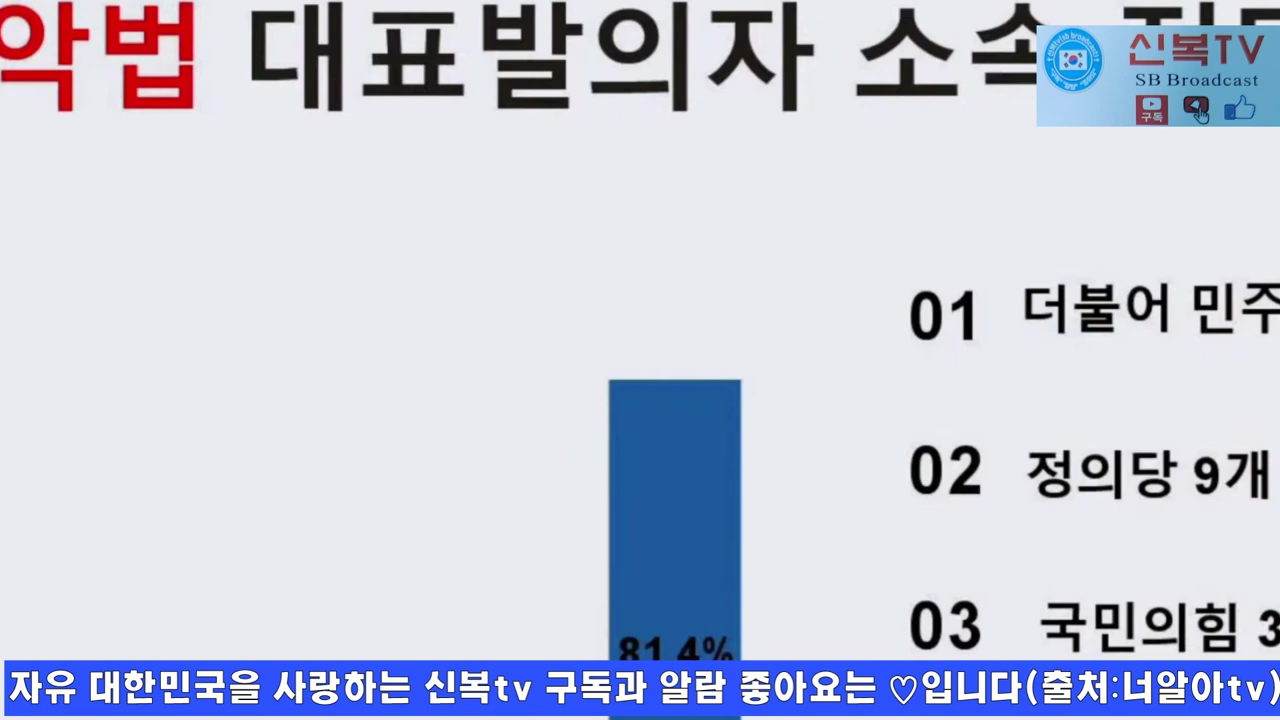 악법 대표발의자 소속
신복TV
SB Broadcast
구독
01 더불어 민주
02 정의당 9개
03 국민의힘 3
81.4%
자유 대한민국을 사랑하는 신복tv 구독과 알람 좋아요는 ♡입니다(출처:너알아tv)